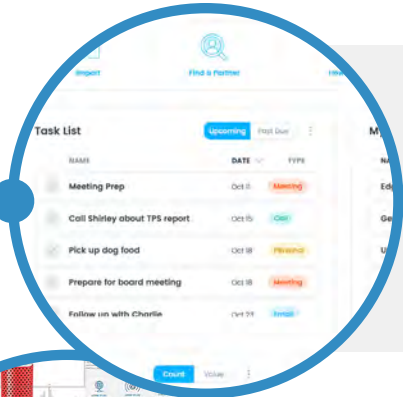 Import Find a Partner
Task List Upcoming Past Due
NAME DATE TYPE
Meeting Prep Oct 11 Meeting
Call Shirley about TPS report Oct 15 Call
Pick up dog food Oct 18 Personal
Prepare for board meeting Oct 18 Meeting
Follow up with Charlie Oct 23 Email
Count Value